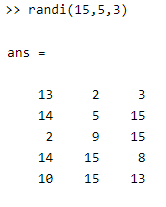 >> randi(15,5,3)
ans =
13 2 3
14 5 15
2 9 15
14 15 8
10 15 13